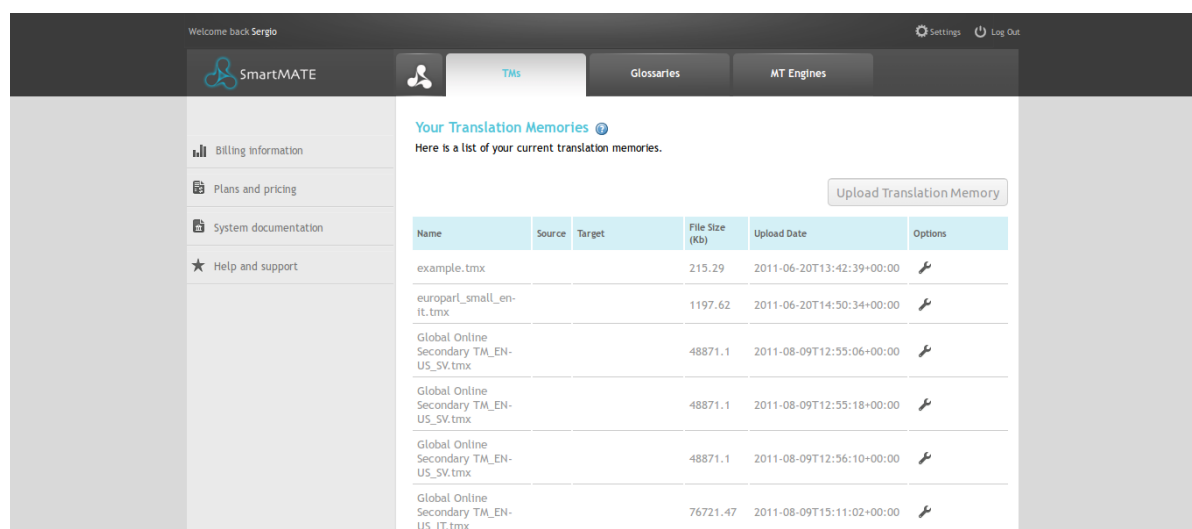 Welcome back Sergio
Settings Log Out
SmartMATE
TMs Glossaries MT Engines
Billing information
Plans and pricing
System documentation
Help and support
Your Translation Memories
Here is a list of your current translation memories.
Upload Translation Memory
Name Source Target File Size (Kb) Upload Date Options
example.tmx 215.29 2011-06-20T13:42:39+00:00
europarl_small_en-
it.tmx 1197.62 2011-06-20T14:50:34+00:00
Global Online
Secondary TM_EN- 48871.1 2011-08-09T12:55:06+00:00
US_SV.tmx
Global Online
Secondary TM_EN- 48871.1 2011-08-09T12:55:18+00:00
US_SV.tmx
Global Online
Secondary TM_EN- 48871.1 2011-08-09T12:56:10+00:00
US_SV.tmx
Global Online
Secondary TM_EN- 76721.47 2011-08-09T15:11:02+00:00
US_IT.tmx